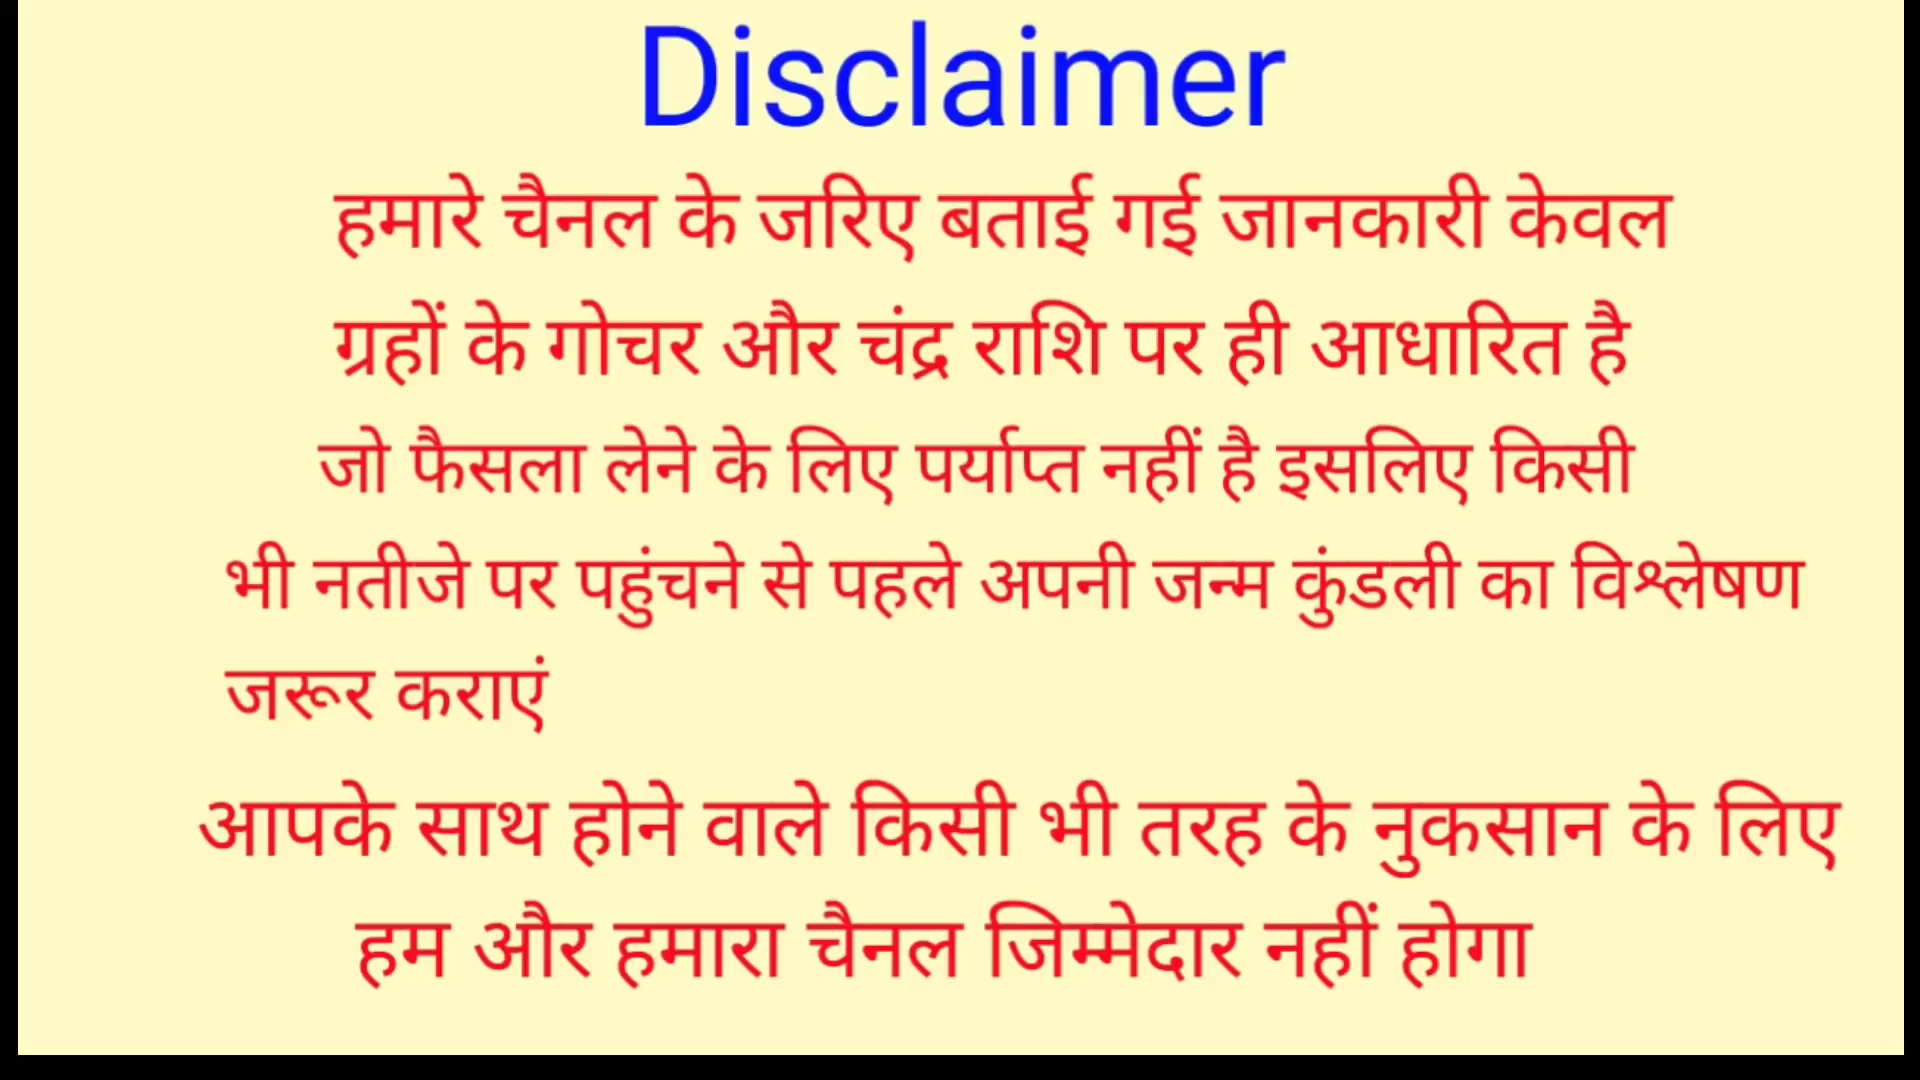 Disclaimer
हमारे चैनल के जरिए बताई गई जानकारी केवल
ग्रहों के गोचर और चंद्र राशि पर ही आधारित है
जो फैसला लेने के लिए पर्याप्त नहीं है इसलिए किसी
भी नतीजे पर पहुंचने से पहले अपनी जन्म कुंडली का विश्लेषण
जरूर कराएं
आपके साथ होने वाले किसी भी तरह के नुकसान के लिए
हम और हमारा चैनल जिम्मेदार नहीं होगा